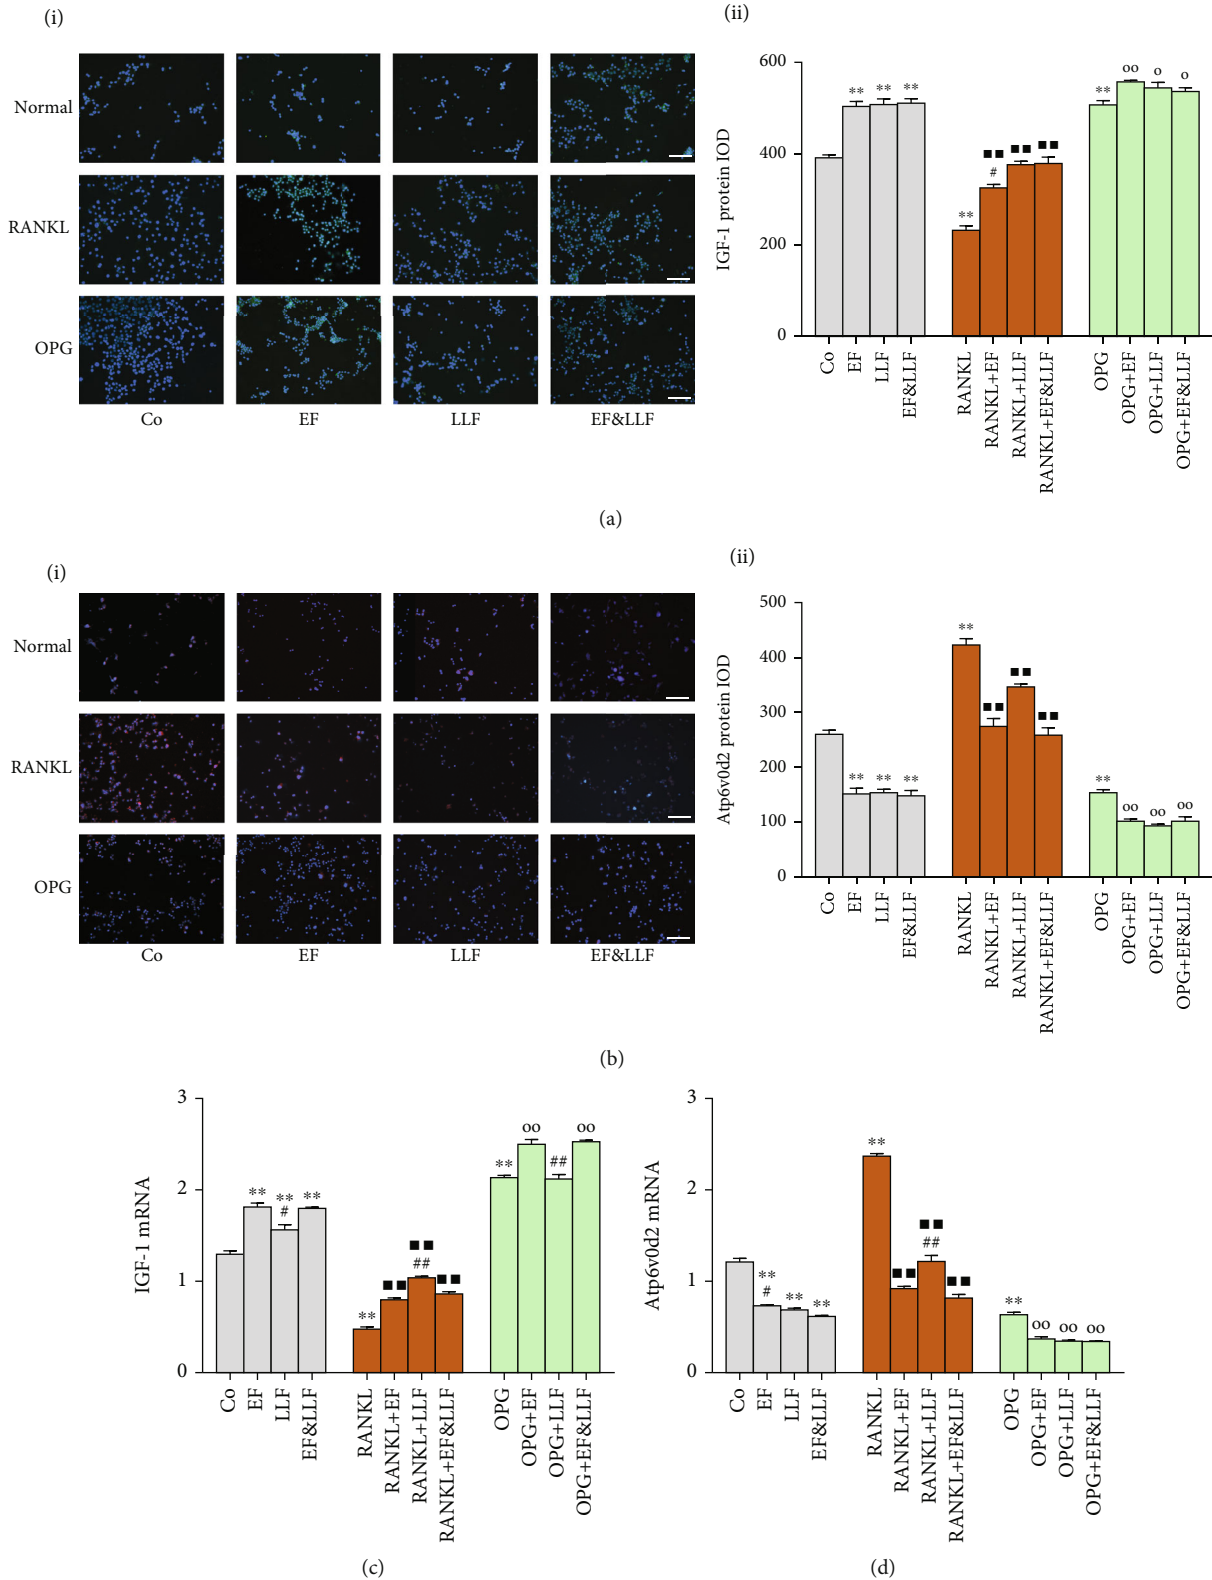 (i)
Normal
RANKL
OPG
Co EF LLF EF&LLF
(ii)
IGF-1 protein IOD
600
400
200
0
** ** **
** ■■ # ■■ ■■
** oo o o
Co EF LLF EF&LLF RANKL RANKL+EF RANKL+LLF RANKL+EF&LLF OPG OPG+EF OPG+LLF OPG+EF&LLF
(a)
(i)
Normal
RANKL
OPG
Co EF LLF EF&LLF
(ii)
Atp6v0d2 protein IOD
500
400
300
200
100
0
** ** **
** ■■ ■■ ■■
** oo oo oo
Co EF LLF EF&LLF RANKL RANKL+EF RANKL+LLF RANKL+EF&LLF OPG OPG+EF OPG+LLF OPG+EF&LLF
(b)
IGF-1 mRNA
3
2
1
0
** ** # **
** ■■ ■■ ## ■■
** oo ## oo
Co EF LLF EF&LLF RANKL RANKL+EF RANKL+LLF RANKL+EF&LLF OPG OPG+EF OPG+LLF OPG+EF&LLF
(c)
Atp6v0d2 mRNA
3
2
1
0
** # ** **
** ■■ ■■ ## ■■
** oo oo oo
Co EF LLF EF&LLF RANKL RANKL+EF RANKL+LLF RANKL+EF&LLF OPG OPG+EF OPG+LLF OPG+EF&LLF
(d)